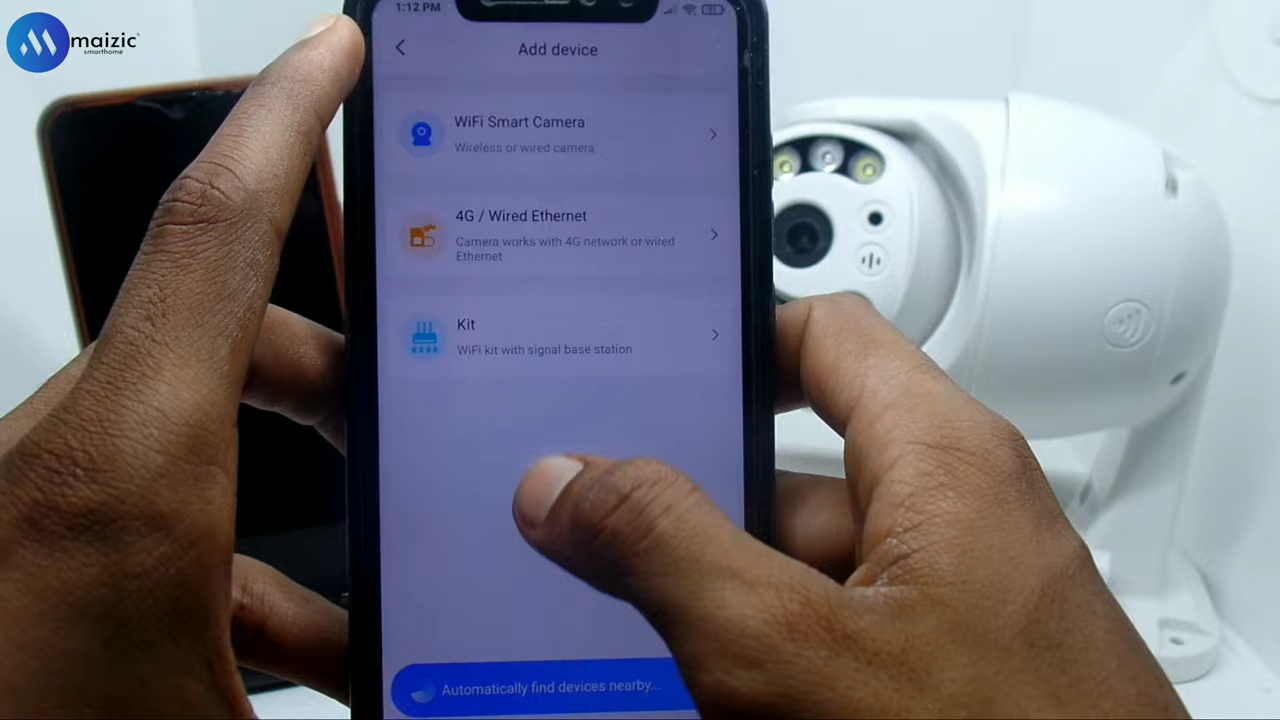 maizic
smarthome
1:12 PM
Add device
WiFi Smart Camera
Wireless or wired camera
4G / Wired Ethernet
Camera works with 4G network or wired
Ethernet
Kit
WiFi kit with signal base station
Automatically find devices nearby...